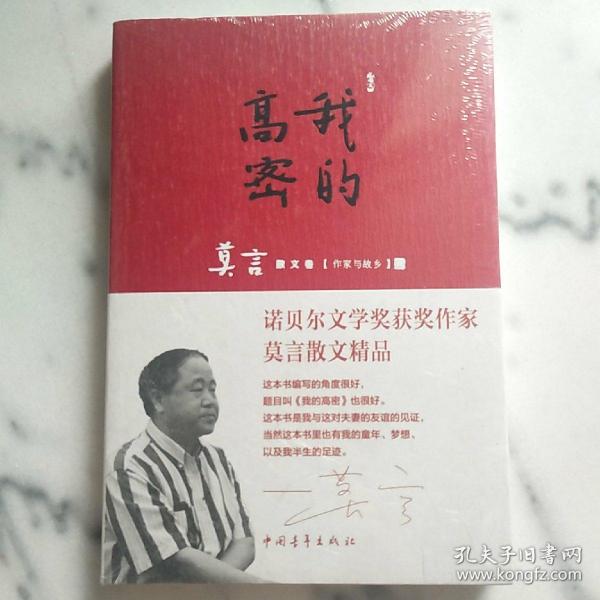 我的
高密
莫言 散文卷【作家与故乡】
诺贝尔文学奖获奖作家
莫言散文精品
这本书编写的角度很好，
题目叫《我的高密》也很好。
这本书是我与这对夫妻的友谊的见证，
当然这本书里也有我的童年、梦想、
以及我半生的足迹。
莫言
中国青年出版社
孔夫子旧书网
www.kongfz.com